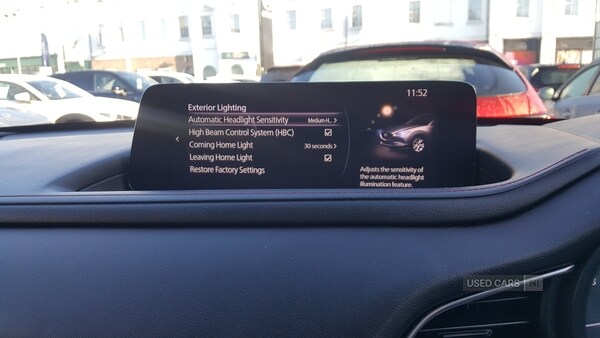 11:52
Exterior Lighting
Automatic Headlight Sensitivity Medium-H..
High Beam Control System (HBC)
Coming Home Light 30 seconds
Leaving Home Light
Restore Factory Settings
Adjusts the sensitivity of
the automatic headlight
illumination feature.
USED CARS NI